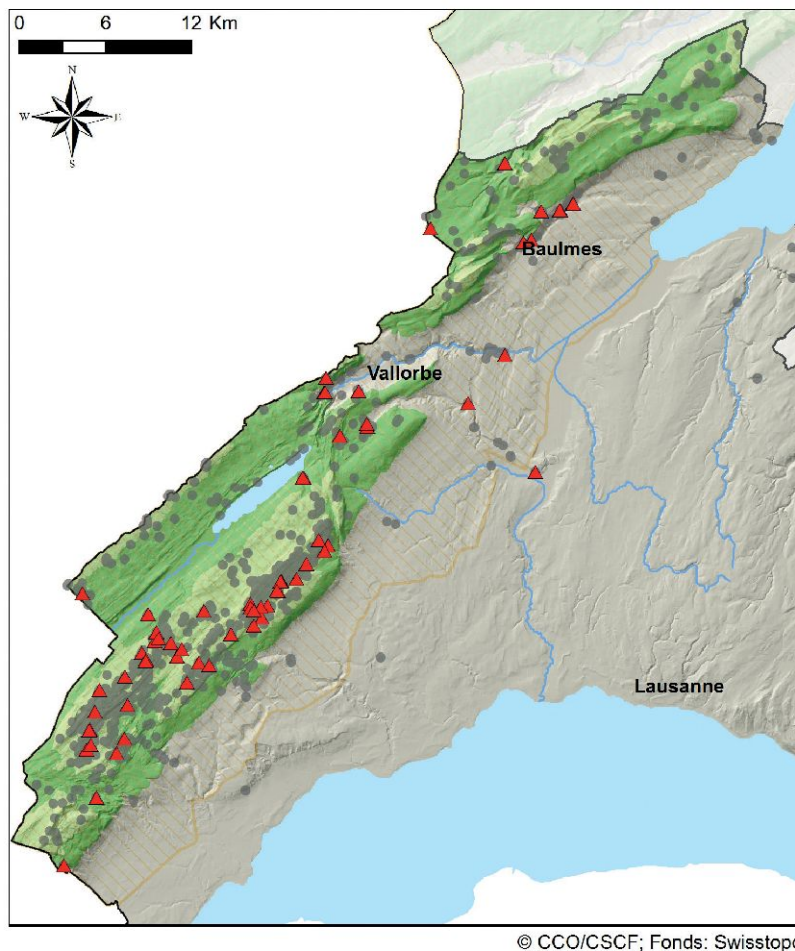 0 6 12 Km
N
W E
S
Baulmes
Vallorbe
Lausanne
© CCO/CSCF; Fonds: Swisstopo